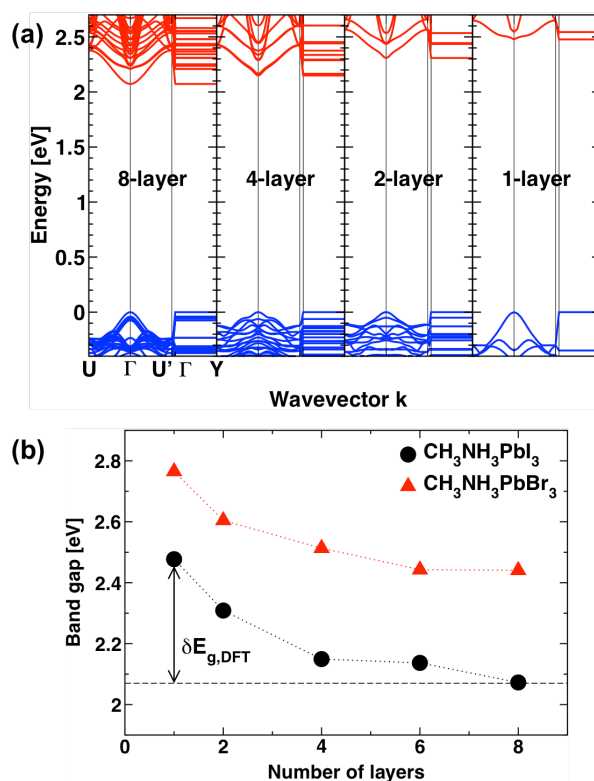 (a)
2.5
2
1.5
1
0.5
0
Energy [eV]
8-layer 4-layer 2-layer 1-layer
U Γ U' Γ Y
Wavevector k
(b)
CH₃NH₃PbI₃
CH₃NH₃PbBr₃
2.8
2.6
2.4
2.2
2
Band gap [eV]
δE_g,DFT
0 2 4 6 8
Number of layers